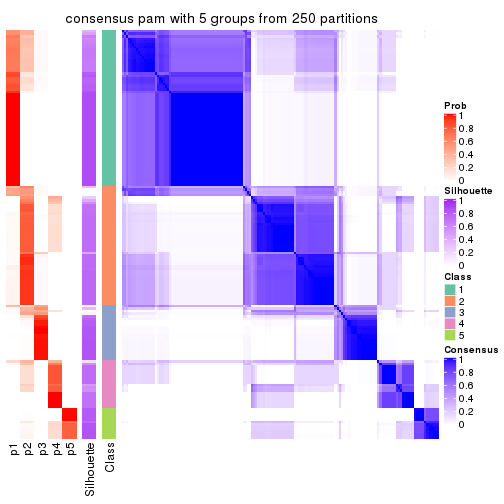 consensus pam with 5 groups from 250 partitions
Prob
1
0.8
0.6
0.4
0.2
0
Silhouette
1
0.8
0.6
0.4
0.2
0
Class
1
2
3
4
5
Consensus
1
0.8
0.6
0.4
0.2
0
p1
p2
p3
p4
p5
Silhouette
Class